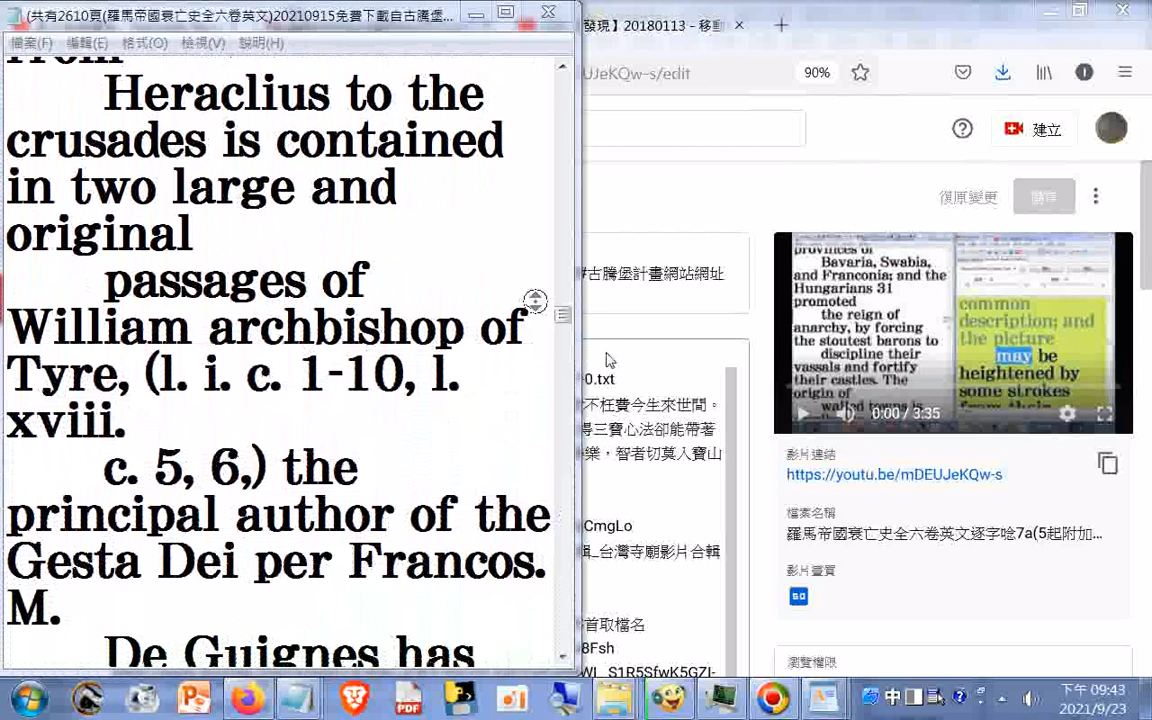 (共有2610頁(羅馬帝國衰亡史全六卷英文)20210915免費下載自古騰堡...
檔案(F) 編輯(E) 格式(O) 檢視(V) 說明(H)
From
Heraclius to the
crusades is contained
in two large and
original
passages of
William archbishop of
Tyre, (l. i. c. 1-10, l.
xviii.
c. 5, 6,) the
principal author of the
Gesta Dei per Francos.
M.
De Guignes has
發現】20180113 - 移動
UJeKQw-s/edit
90%
建立
復原變更
#古騰堡計畫網站網址
0.txt
不枉費今生來世間。
得三寶心法卻能帶著
樂，智者切莫入寶山
CmgLo
輯_台灣寺廟影片合輯
首取檔名
8Fsh
WI_S1R5SfwK5GZI-
provinces of
Bavaria, Swabia,
and Franconia; and the
Hungarians 31
promoted
the reign of
anarchy, by forcing
the stoutest barons to
discipline their
vassals and fortify
their castles. The
origin of
walled towns is
common
description; and
the picture
may be
heightened by
some strokes
from their
0:00 / 3:35
影片連結
https://youtu.be/mDEUJeKQw-s
檔案名稱
羅馬帝國衰亡史全六卷英文逐字唸7a(5起附加...
影片畫質
SD
瀏覽權限
中
下午 09:43
2021/9/23